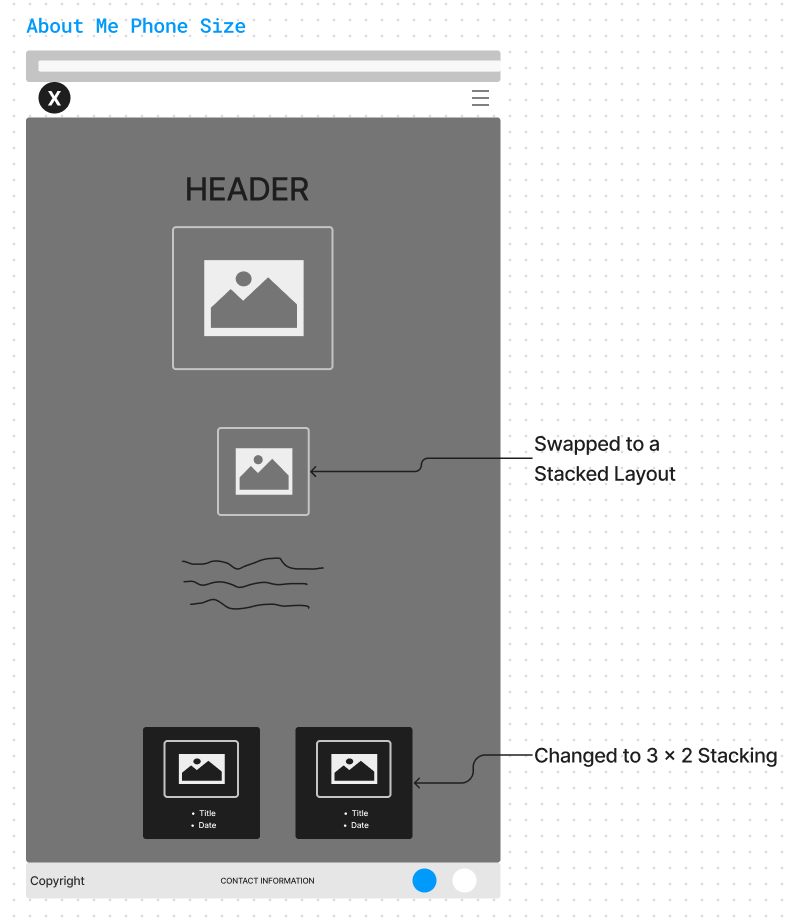 About Me Phone Size
X
HEADER
Swapped to a
Stacked Layout
Changed to 3 × 2 Stacking
• Title
• Date
• Title
• Date
Copyright
CONTACT INFORMATION